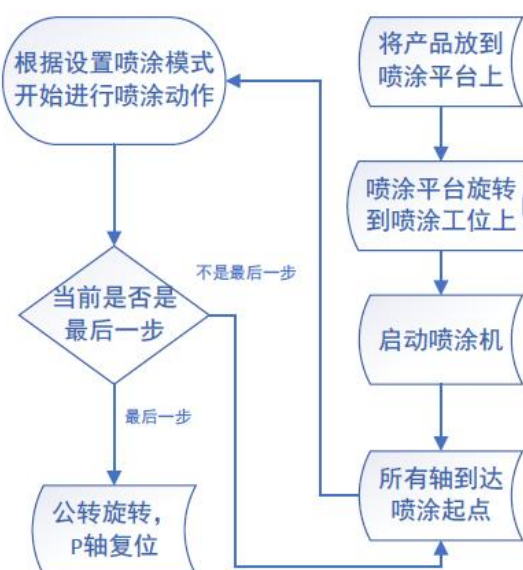 根据设置喷涂模式
开始进行喷涂动作
将产品放到
喷涂平台上
喷涂平台旋转
到喷涂工位上
不是最后一步
当前是否是
最后一步
启动喷涂机
最后一步
所有轴到达
喷涂起点
公转旋转，
P轴复位